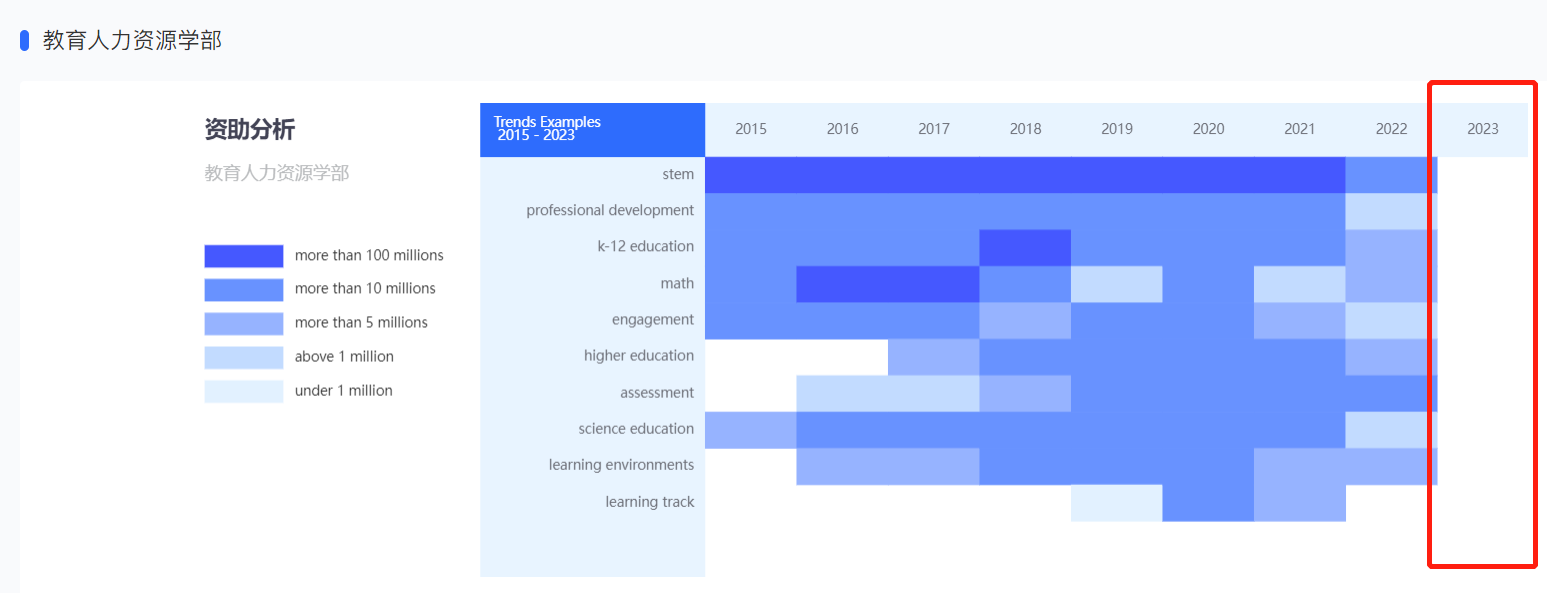 教育人力资源学部
资助分析
教育人力资源学部
more than 100 millions
more than 10 millions
more than 5 millions
above 1 million
under 1 million
Trends Examples
2015 - 2023
2015 2016 2017 2018 2019 2020 2021 2022 2023
stem
professional development
k-12 education
math
engagement
higher education
assessment
science education
learning environments
learning track